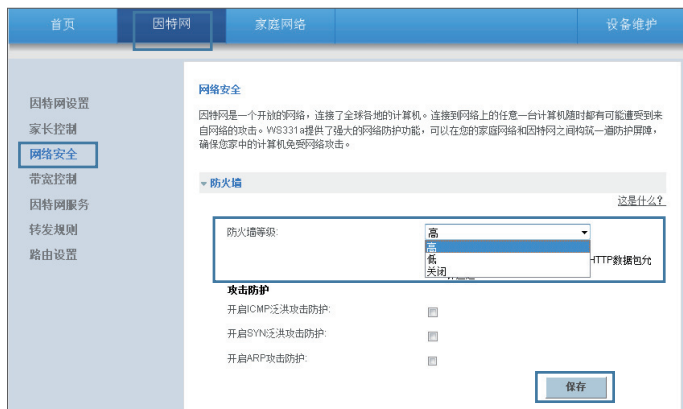 首页 因特网 家庭网络 设备维护
因特网设置
家长控制
网络安全
带宽控制
因特网服务
转发规则
路由设置
网络安全
因特网是一个开放的网络，连接了全球各地的计算机。连接到网络上的任意一台计算机随时都有可能遭受到来
自网络的攻击。WS331a提供了强大的网络防护功能，可以在您的家庭网络和因特网之间构筑一道防护屏障，
确保您家中的计算机免受网络攻击。
防火墙
这是什么？
防火墙等级: 高
高
低 HTTP数据包允
关闭
攻击防护
开启ICMP泛洪攻击防护:
开启SYN泛洪攻击防护:
开启ARP攻击防护:
保存